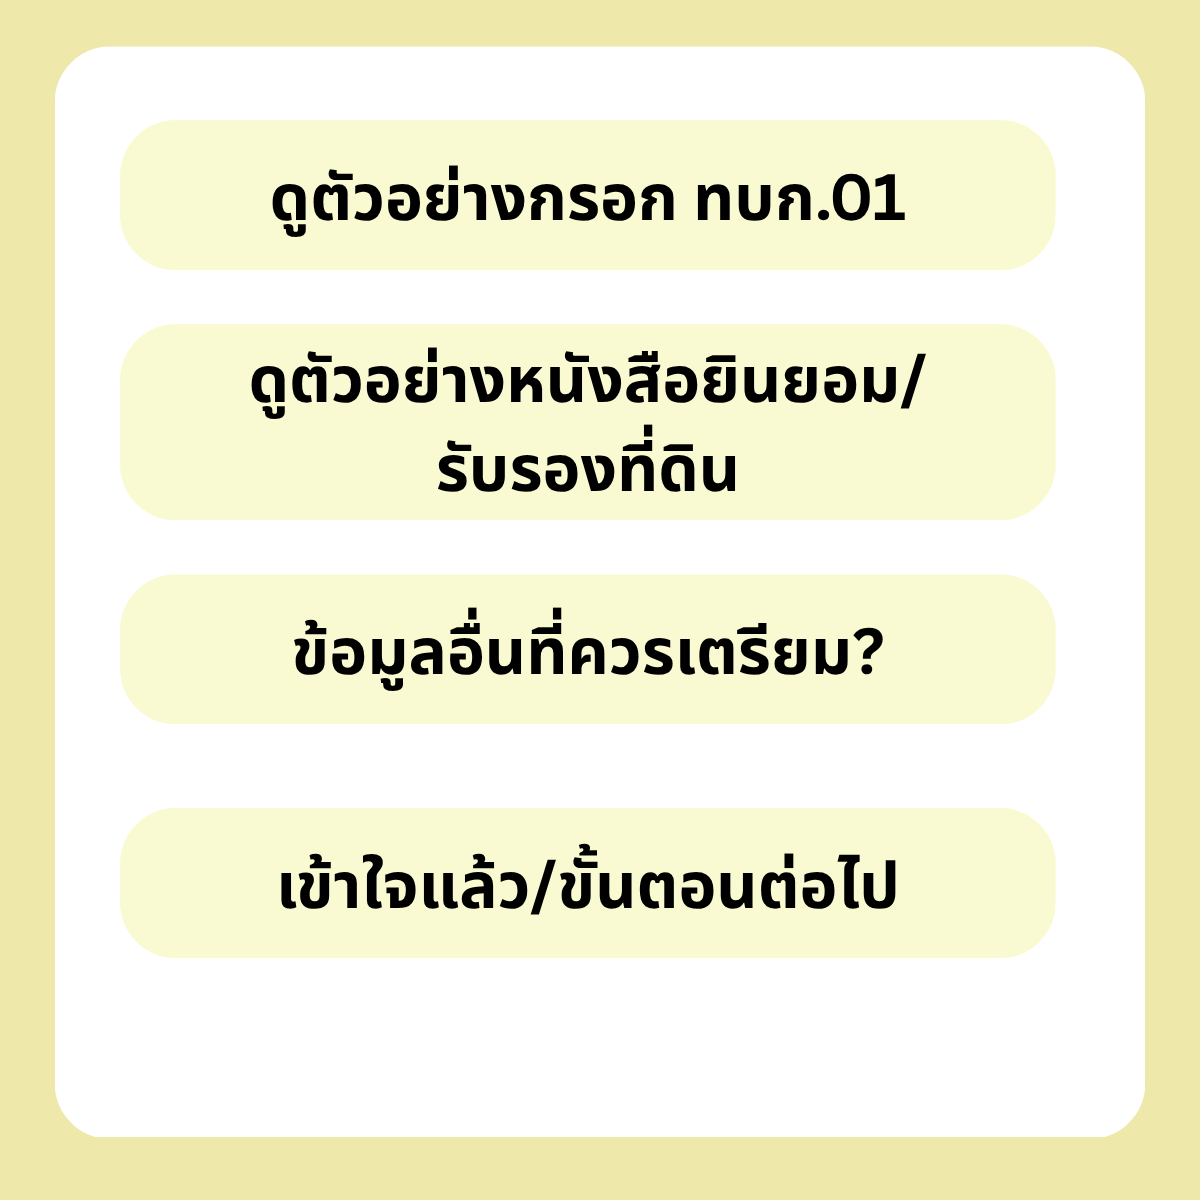 ดูตัวอย่างกรอก ทบก.01
ดูตัวอย่างหนังสือยินยอม/
รับรองที่ดิน
ข้อมูลอื่นที่ควรเตรียม?
เข้าใจแล้ว/ขั้นตอนต่อไป